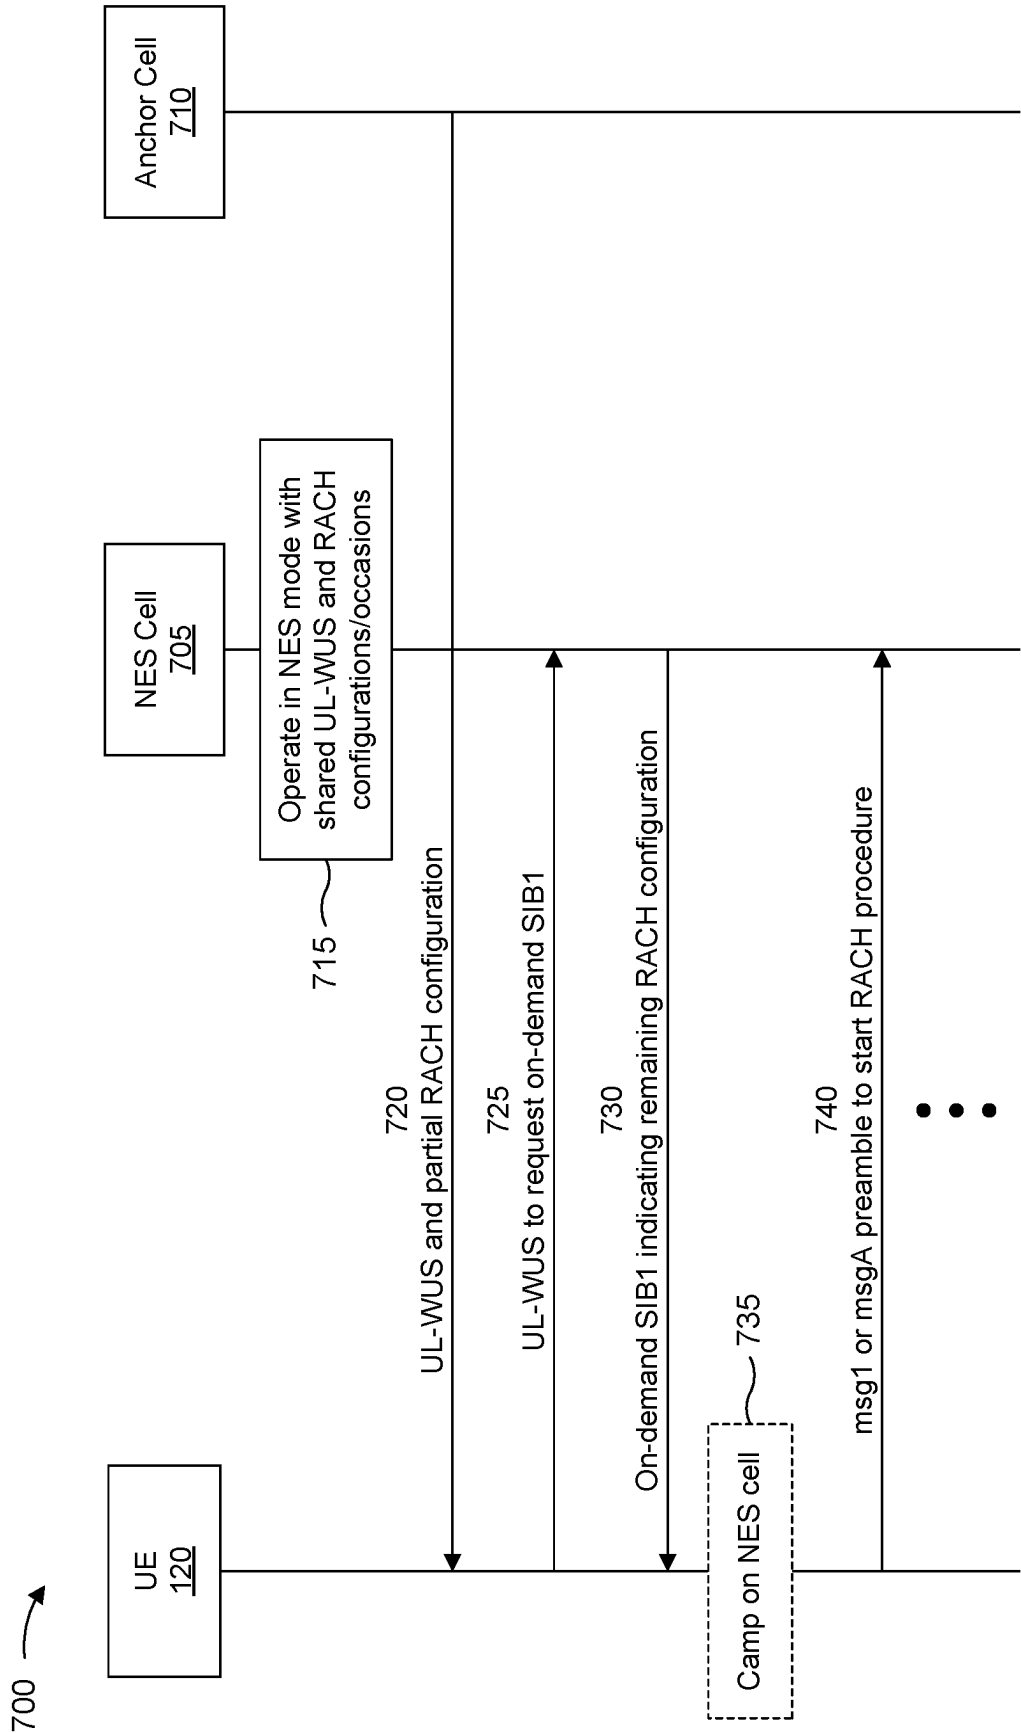 700
UE
120
NES Cell
705
Anchor Cell
710
Operate in NES mode with
shared UL-WUS and RACH
configurations/occasions
715
720
UL-WUS and partial RACH configuration
725
UL-WUS to request on-demand SIB1
730
On-demand SIB1 indicating remaining RACH configuration
Camp on NES cell
735
740
msg1 or msgA preamble to start RACH procedure